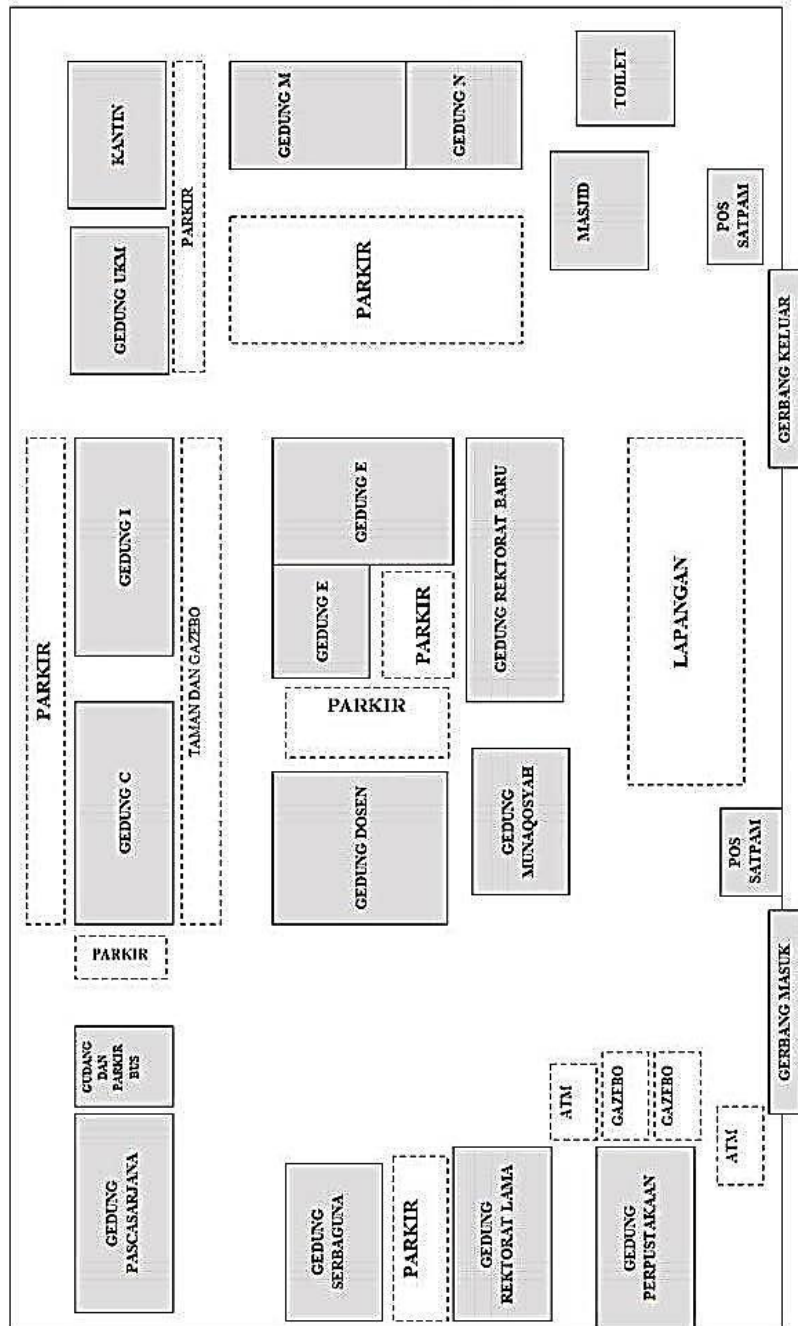 PARKIR
GEDUNG
PASCASARJANA
GUDANG
DAN
PARKIR
BUS
PARKIR
GEDUNG C
GEDUNG I
GEDUNG UKM
KANTIN
TAMAN DAN GAZEBO
PARKIR
GEDUNG
SERBAGUNA
GEDUNG DOSEN
PARKIR
GEDUNG E
GEDUNG E
PARKIR
GEDUNG M
PARKIR
PARKIR
GEDUNG N
GEDUNG
REKTORAT LAMA
GEDUNG
MUNAQOSYAH
GEDUNG REKTORAT BARU
ATM
MASJID
TOILET
GEDUNG
PERPUSTAKAAN
GAZEBO
GAZEBO
LAPANGAN
ATM
POS
SATPAM
POS
SATPAM
GERBANG MASUK
GERBANG KELUAR